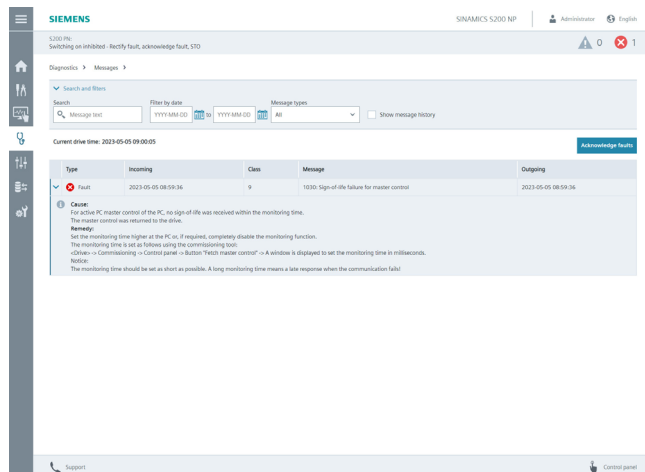 SIEMENS
SINAMICS S200 NP
Administrator
English
S200 PN:
Switching on inhibited - Rectify fault, acknowledge fault, STO
0
1
Diagnostics > Messages >
Search and filters
Search
Filter by date
Message types
Message text
YYYY-MM-DD
to
YYYY-MM-DD
All
Show message history
Current drive time: 2023-05-05 09:00:05
Acknowledge faults
Type
Incoming
Class
Message
Outgoing
Fault
2023-05-05 08:59:36
9
1030: Sign-of-life failure for master control
2023-05-05 08:59:36
Cause:
For active PC master control of the PC, no sign-of-life was received within the monitoring time.
The master control was returned to the drive.
Remedy:
Set the monitoring time higher at the PC or, if required, completely disable the monitoring function.
The monitoring time is set as follows using the commissioning tool:
<Drive> -> Commissioning -> Control panel -> Button "Fetch master control" -> A window is displayed to set the monitoring time in milliseconds.
Notice:
The monitoring time should be set as short as possible. A long monitoring time means a late response when the communication fails!
Support
Control panel